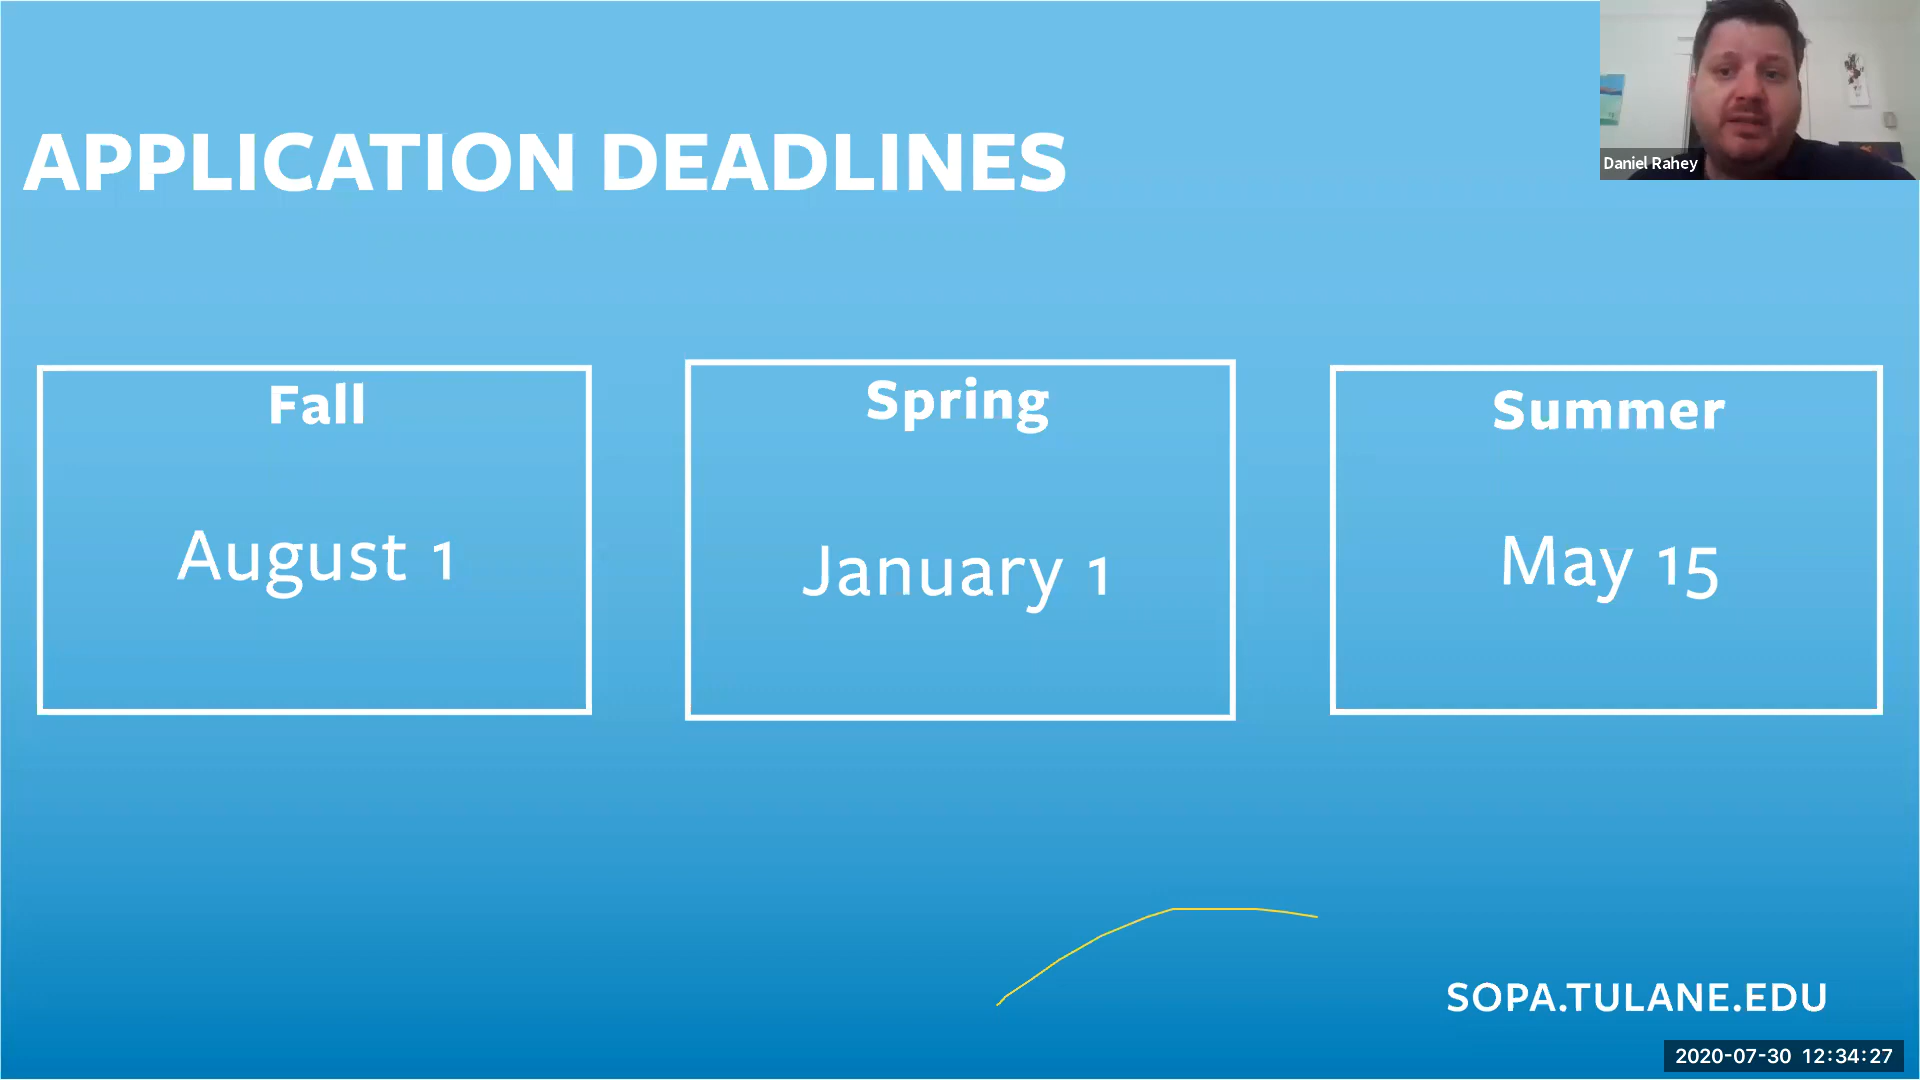 Daniel Rahey
APPLICATION DEADLINES
Fall
August 1
Spring
January 1
Summer
May 15
SOPA.TULANE.EDU
2020-07-30 12:34:27